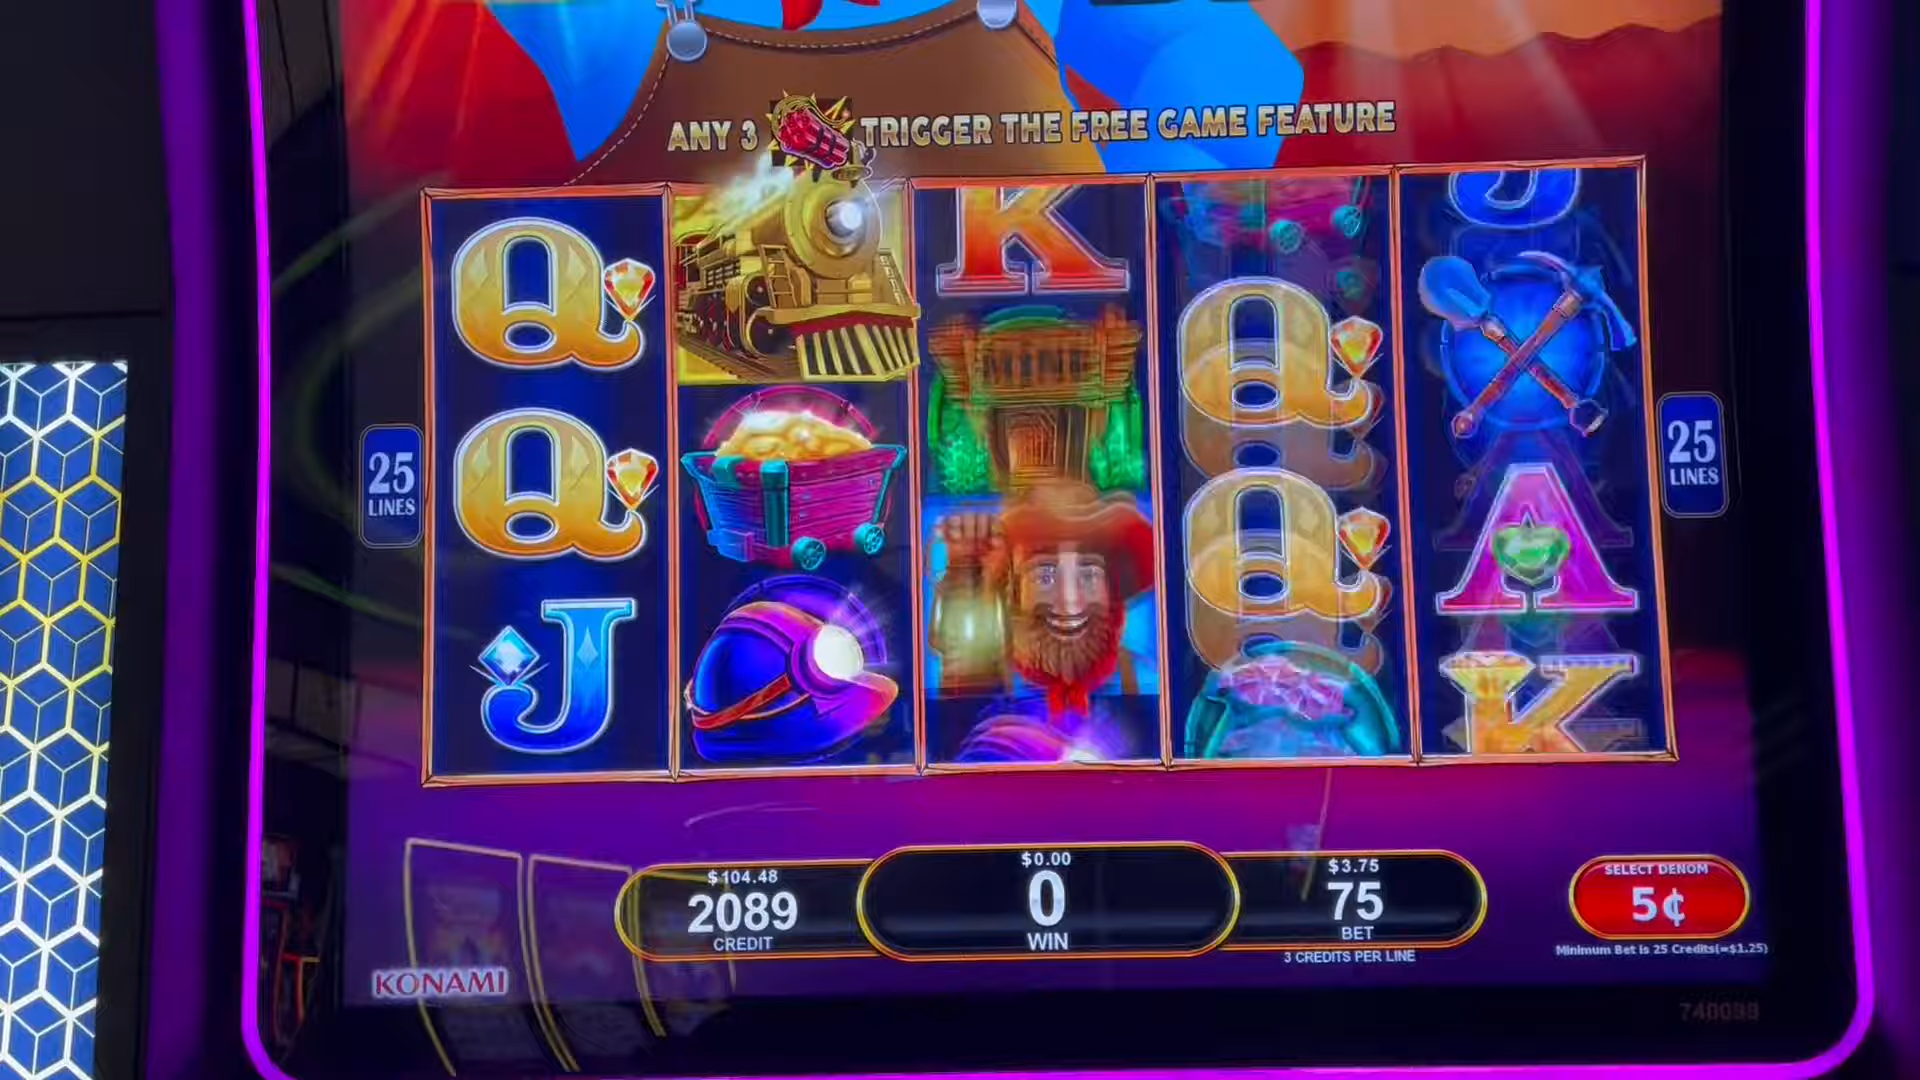 ANY 3 TRIGGER THE FREE GAME FEATURE
K
J
Q
Q
Q
MINE
Q
A
J
K
25
LINES
25
LINES
$104.48
2089
CREDIT
$0.00
0
WIN
$3.75
75
BET
3 CREDITS PER LINE
SELECT DENOM
5¢
Minimum Bet is 25 Credits(=$1.25)
KONAMI